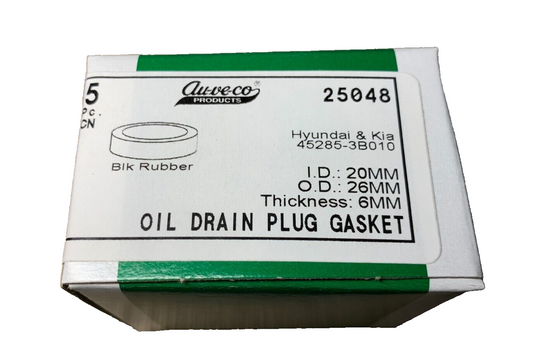 5
Pc.
CN
Au-ve-co®
PRODUCTS
25048
Hyundai & Kia
45285-3B010
Blk Rubber
I.D.: 20MM
O.D.: 26MM
Thickness: 6MM
OIL DRAIN PLUG GASKET